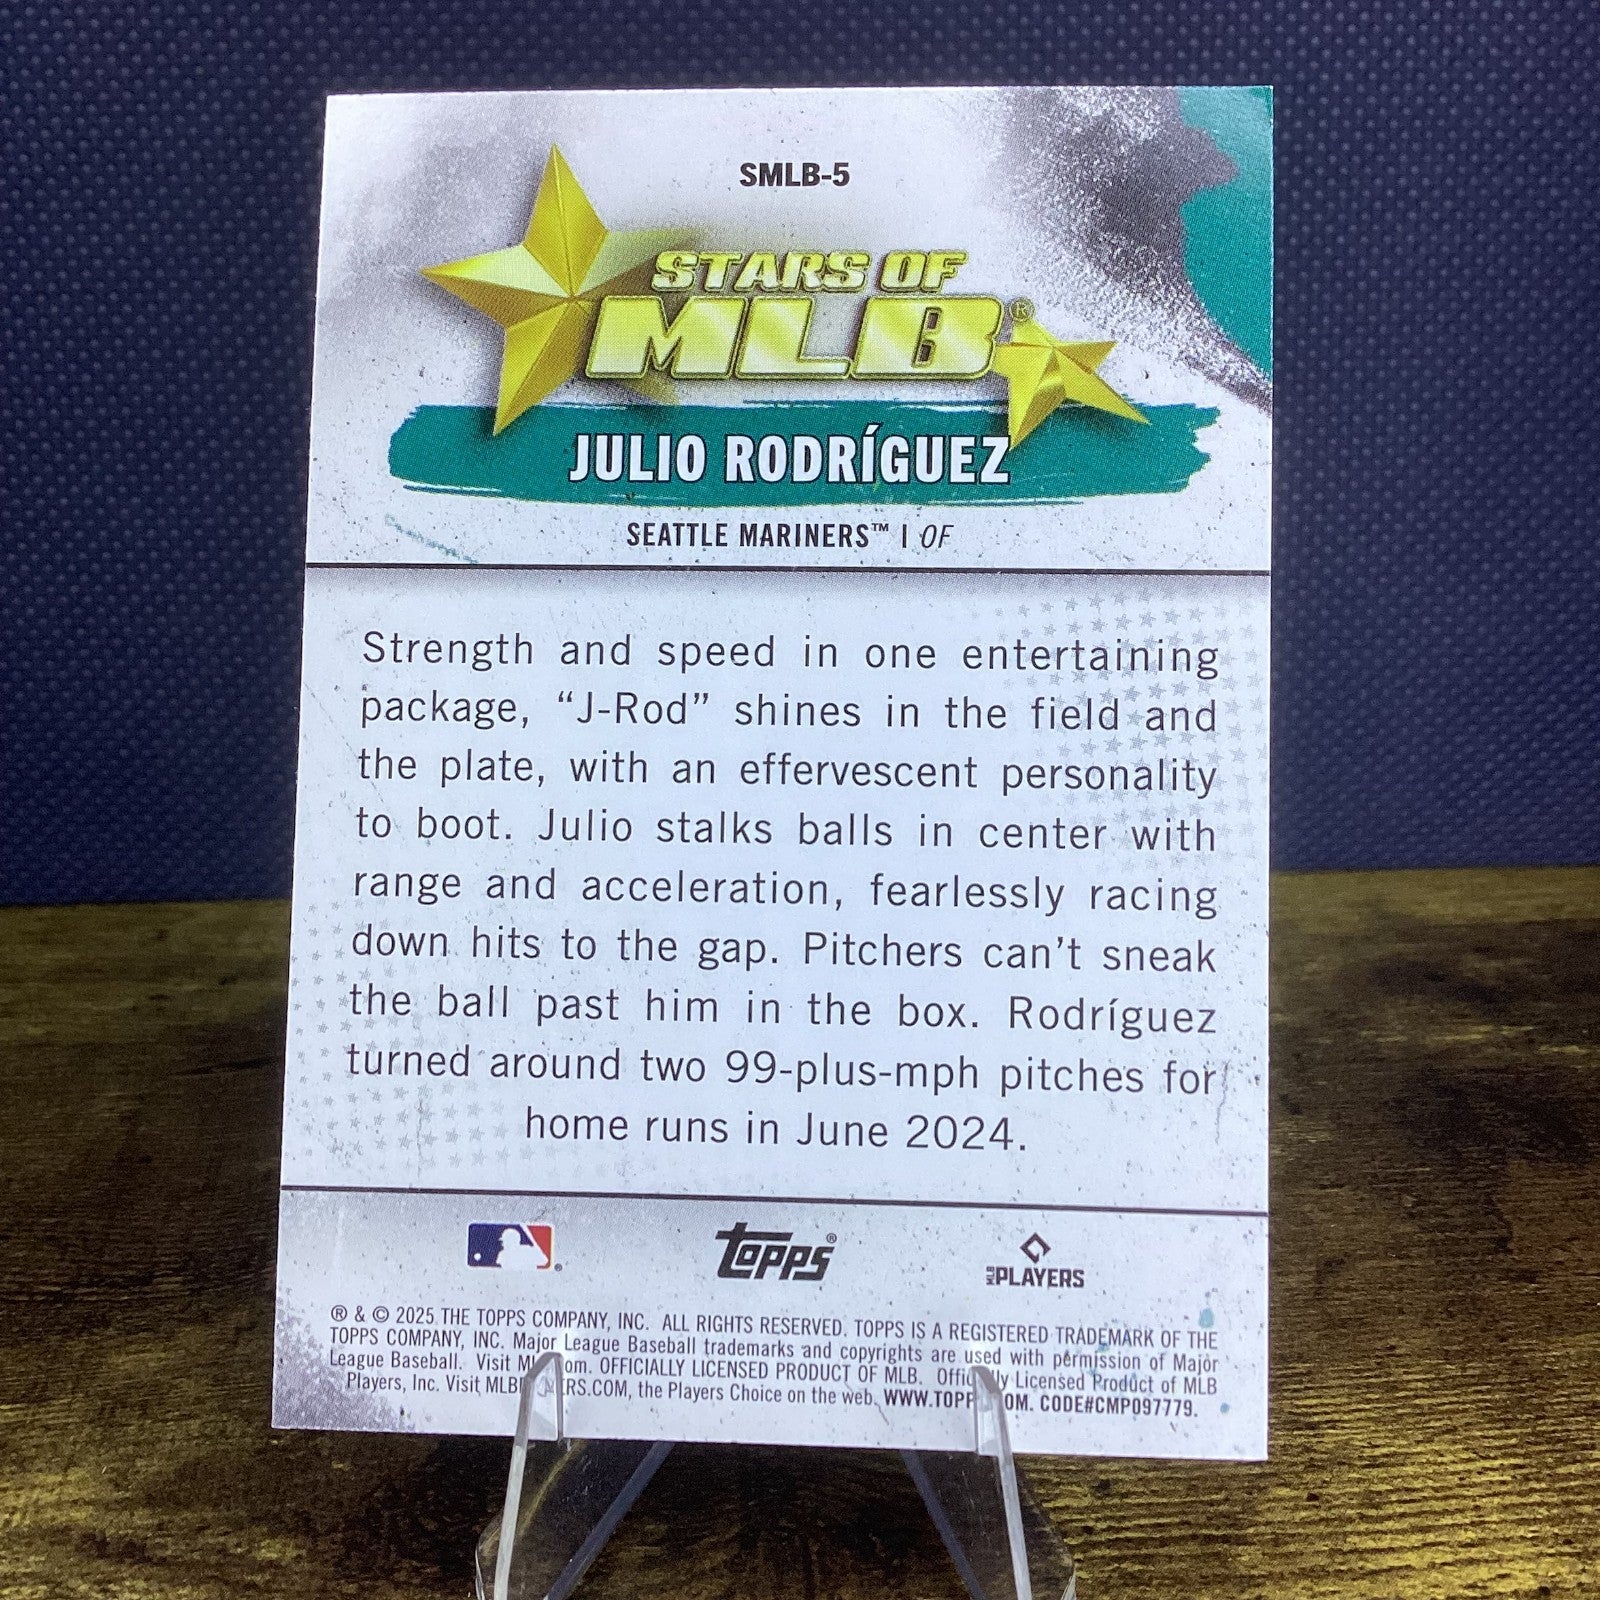 SMLB-5
STARS OF
MLB®
JULIO RODRÍGUEZ
SEATTLE MARINERS™ | OF
Strength and speed in one entertaining
package, “J-Rod” shines in the field and
the plate, with an effervescent personality
to boot. Julio stalks balls in center with
range and acceleration, fearlessly racing
down hits to the gap. Pitchers can't sneak
the ball past him in the box. Rodríguez
turned around two 99-plus-mph pitches for
home runs in June 2024.
topps® MLB PLAYERS
® & © 2025 THE TOPPS COMPANY, INC. ALL RIGHTS RESERVED. TOPPS IS A REGISTERED TRADEMARK OF THE
TOPPS COMPANY, INC. Major League Baseball trademarks and copyrights are used with permission of Major
League Baseball. Visit OFFICIALLY LICENSED PRODUCT OF MLB. Licensed Product of MLB
Players, Inc. Visit the Players Choice on the web. CODE#CMP097779.